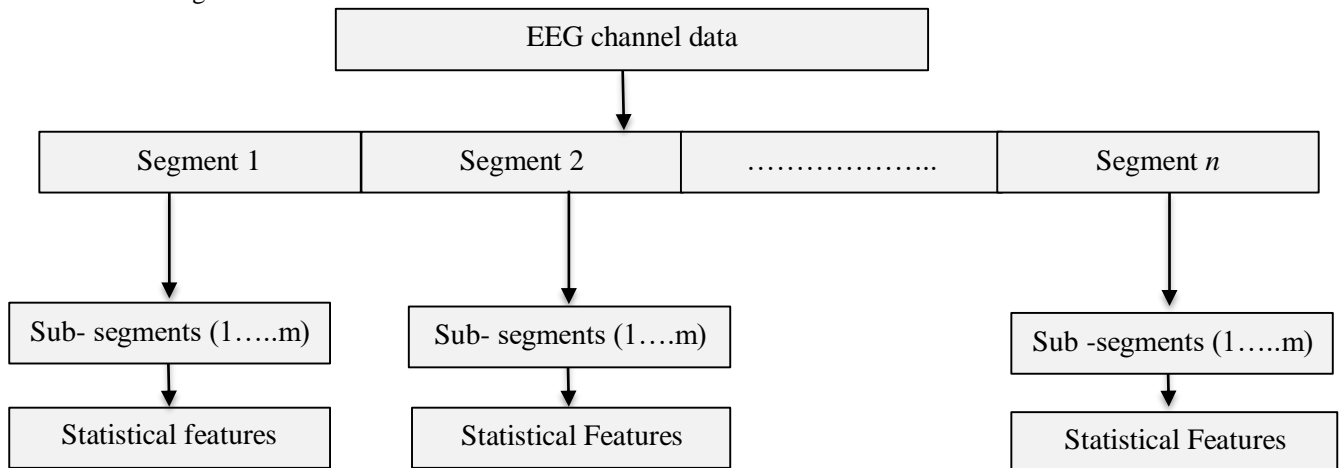 EEG channel data
Segment 1
Segment 2
………………..
Segment n
Sub- segments (1…..m)
Sub- segments (1….m)
Sub -segments (1…..m)
Statistical features
Statistical Features
Statistical Features